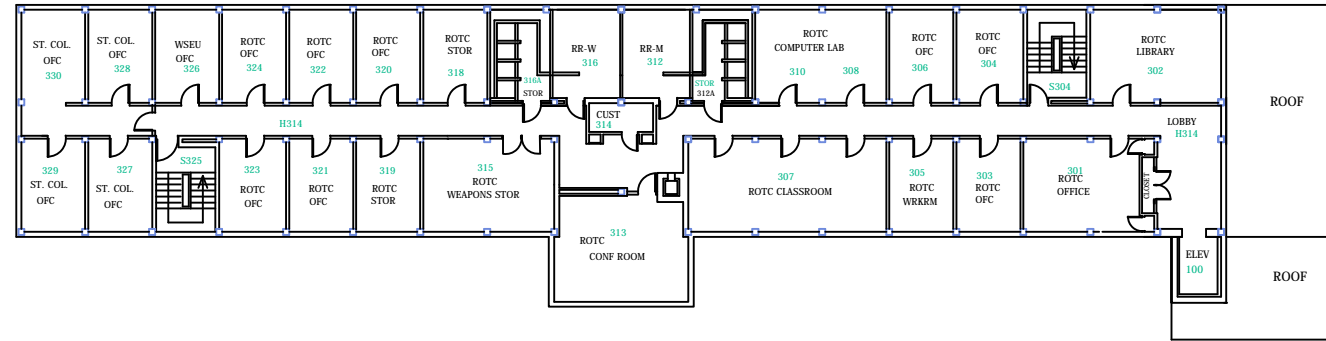 ST. COL.
OFC
330
ST. COL.
OFC
328
WSEU
OFC
326
ROTC
OFC
324
ROTC
OFC
322
ROTC
OFC
320
ROTC
STOR
318
316A
STOR
RR-W
316
RR-M
312
STOR
312A
ROTC
COMPUTER LAB
310
308
ROTC
OFC
306
ROTC
OFC
304
S304
ROTC
LIBRARY
302
ROOF
H314
CUST
314
LOBBY
H314
329
ST. COL.
OFC
327
ST. COL.
OFC
S325
323
ROTC
OFC
321
ROTC
OFC
319
ROTC
STOR
315
ROTC
WEAPONS STOR
313
ROTC
CONF ROOM
307
ROTC CLASSROOM
305
ROTC
WRKRM
303
ROTC
OFC
301
ROTC
OFFICE
CLOSET
ELEV
100
ROOF